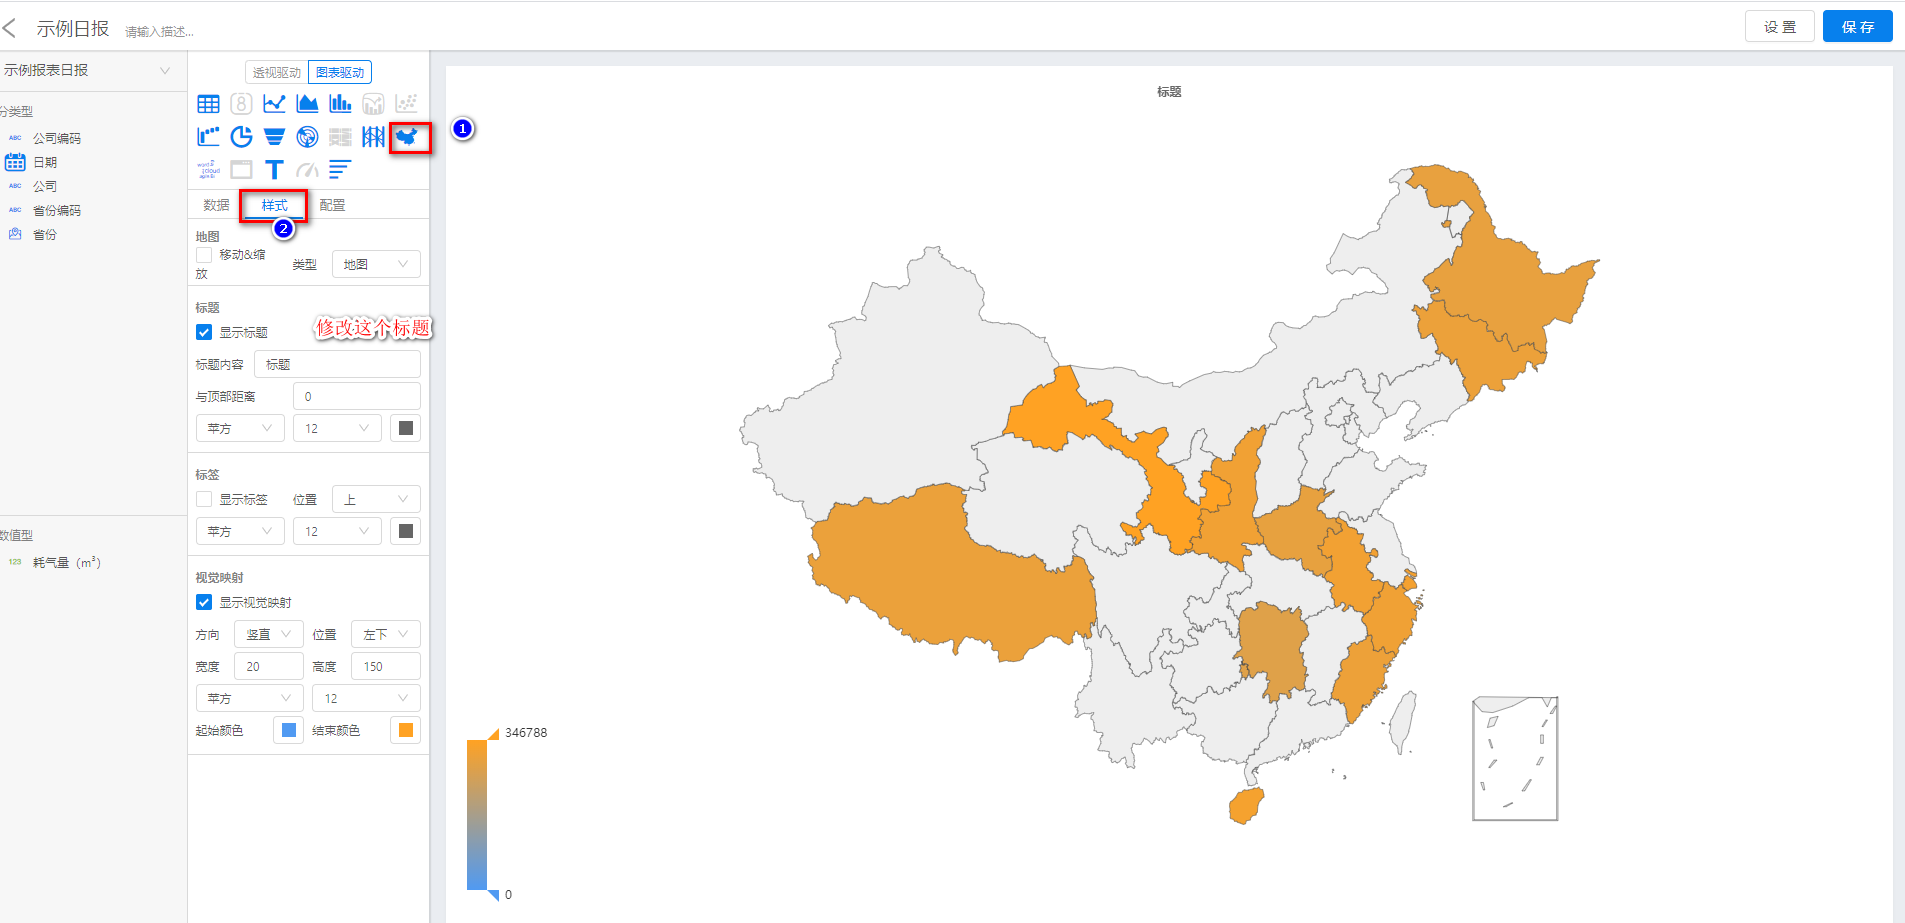 示例日报 请输入描述...
设 置 保 存
示例报表日报
分类型
ABC 公司编码
日期
ABC 公司
ABC 省份编码
省份
数值型
123 耗气量（m³）
透视驱动 图表驱动
8
T
1
数据 样式 配置
2
地图
移动&缩放 类型 地图
标题
显示标题 修改这个标题
标题内容 标题
与顶部距离 0
苹方 12
标签
显示标签 位置 上
苹方 12
视觉映射
显示视觉映射
方向 竖直 位置 左下
宽度 20 高度 150
苹方 12
起始颜色 结束颜色
标题
346788
0